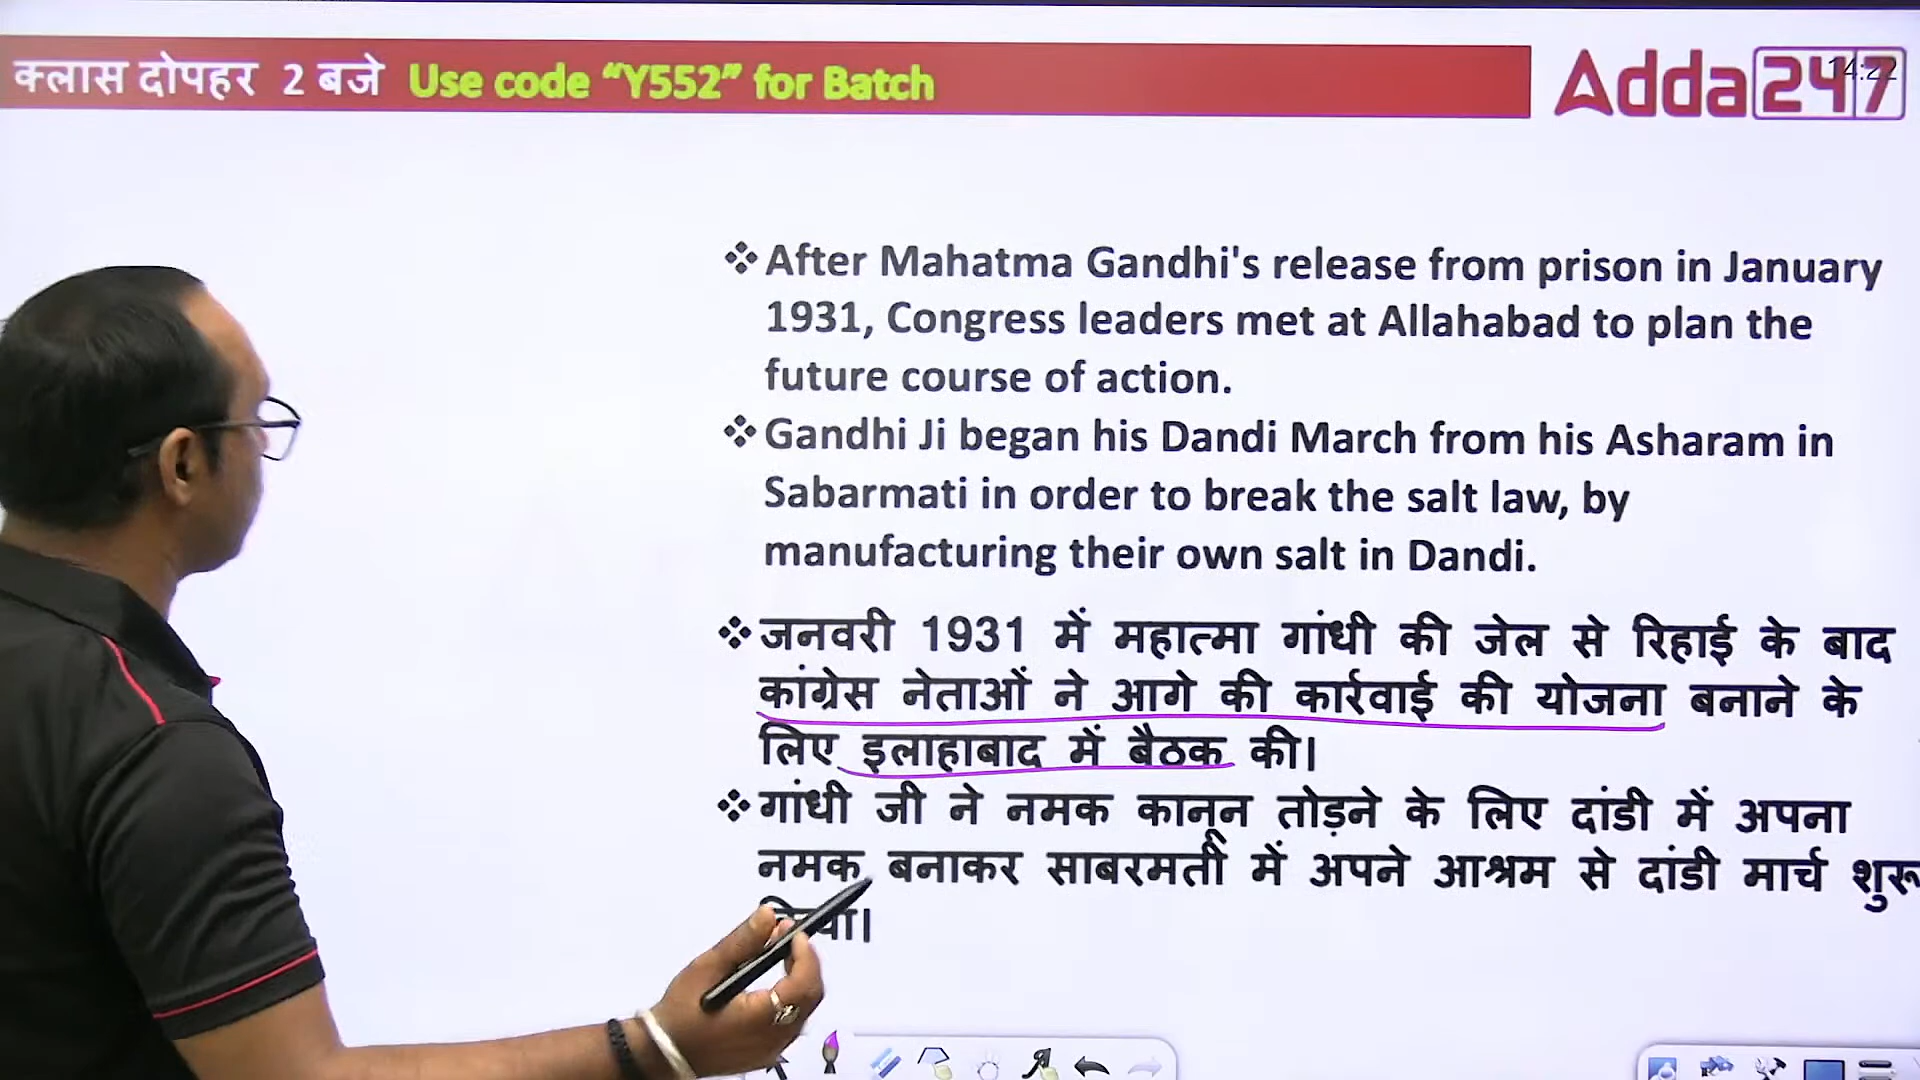 क्लास दोपहर 2 बजे Use code “Y552” for Batch
Adda247
14:22
❖After Mahatma Gandhi's release from prison in January
1931, Congress leaders met at Allahabad to plan the
future course of action.
❖Gandhi Ji began his Dandi March from his Asharam in
Sabarmati in order to break the salt law, by
manufacturing their own salt in Dandi.
❖जनवरी 1931 में महात्मा गांधी की जेल से रिहाई के बाद
कांग्रेस नेताओं ने आगे की कार्रवाई की योजना बनाने के
लिए इलाहाबाद में बैठक की।
❖गांधी जी ने नमक कानून तोड़ने के लिए दांडी में अपना
नमक बनाकर साबरमती में अपने आश्रम से दांडी मार्च शुरू